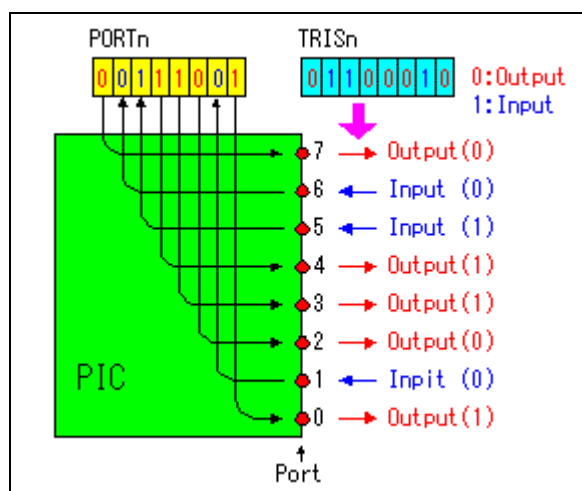 PORTn TRISn
0 0 1 1 1 0 0 1 0 1 1 0 0 0 1 0 0:Output
1:Input
7 Output(0)
6 Input (0)
5 Input (1)
4 Output(1)
3 Output(1)
2 Output(0)
PIC 1 Inpit (0)
0 Output(1)
Port